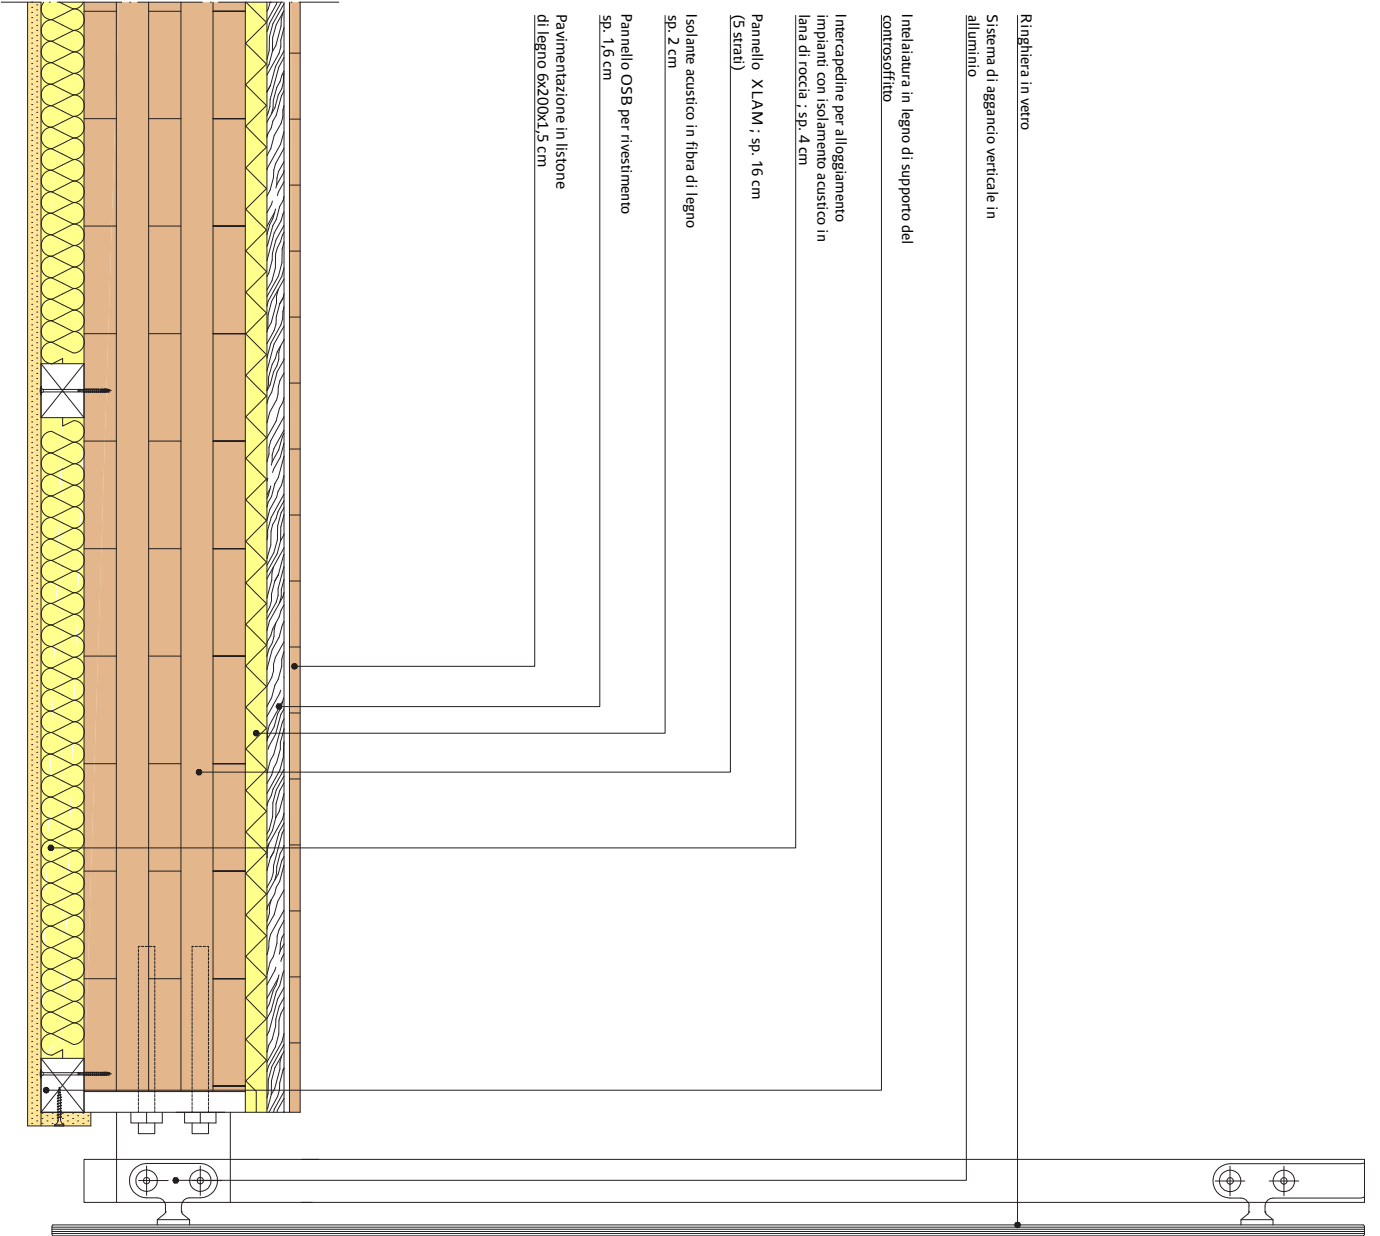 Ringhiera in vetro
Sistema di aggancio verticale in
alluminio
Intelaiatura in legno di supporto del
controsoffitto
Intercapedine per alloggiamento
impianti con isolamento acustico in
lana di roccia ; sp. 4 cm
Pannello XLAM ; sp. 16 cm
(5 strati)
Isolante acustico in fibra di legno
sp. 2 cm
Pannello OSB per rivestimento
sp. 1,6 cm
Pavimentazione in listone
di legno 6x200x1,5 cm